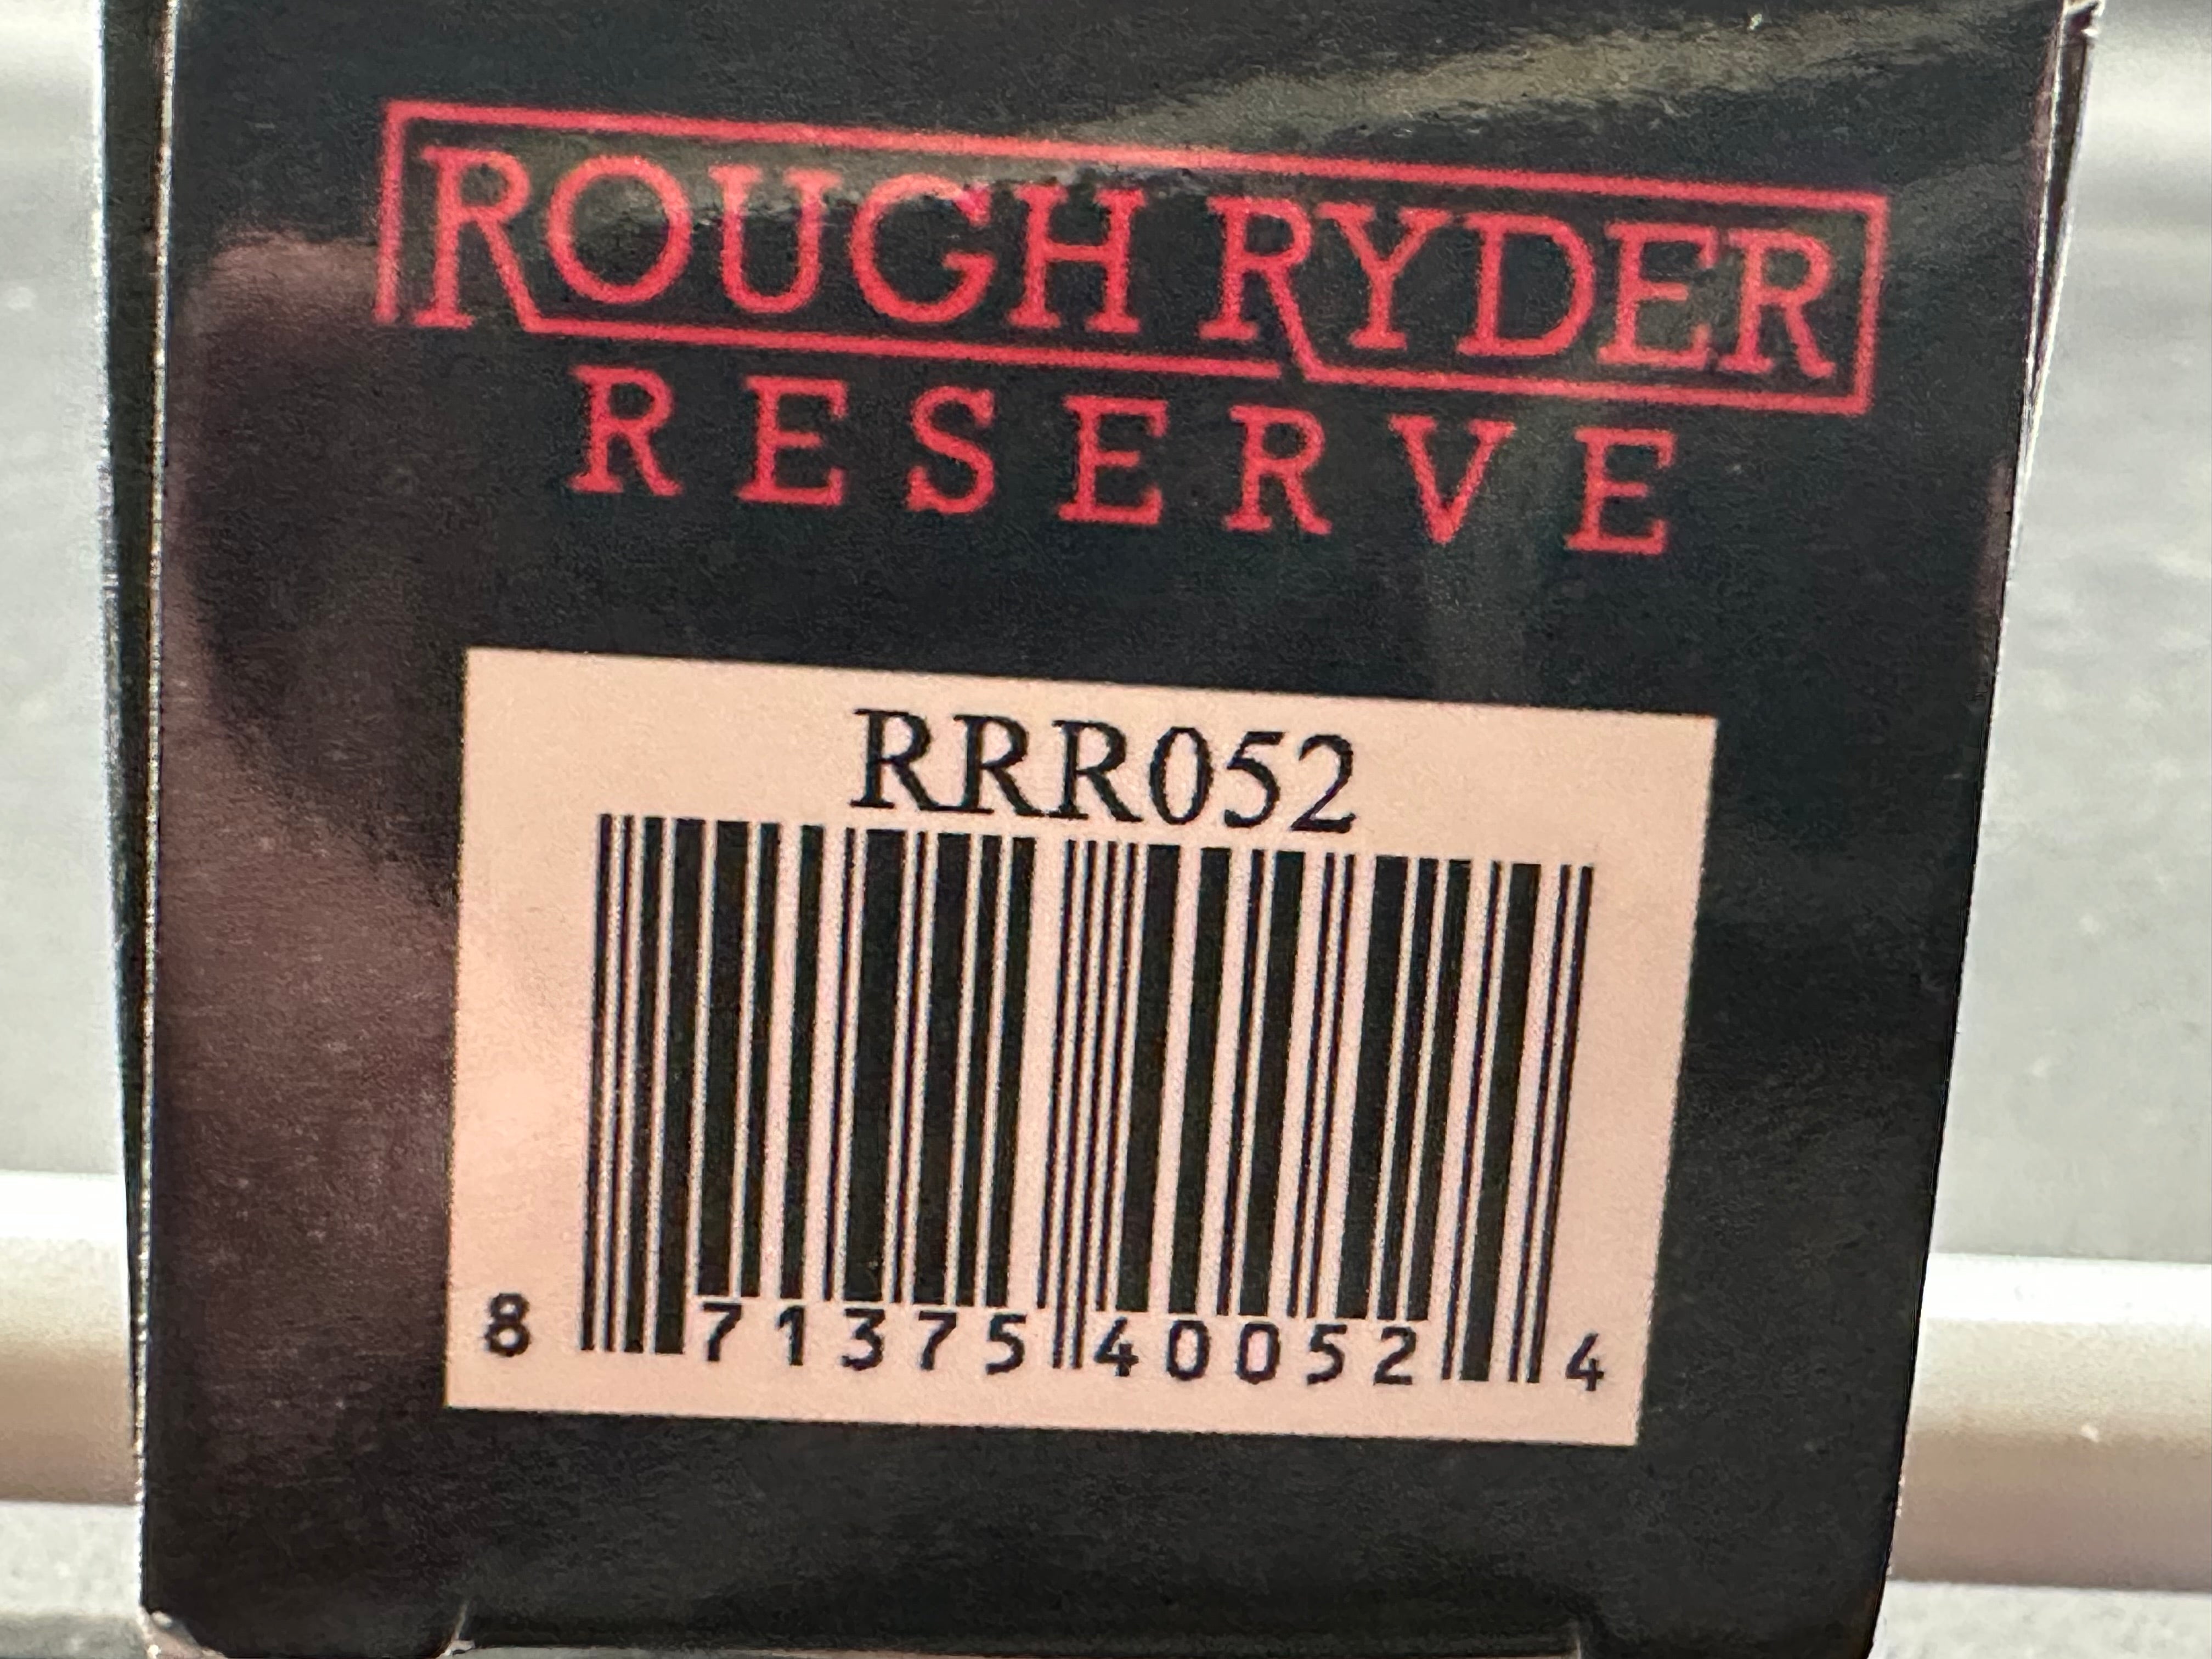 ROUGH RYDER
RESERVE
RRR052
8 71375 40052 4